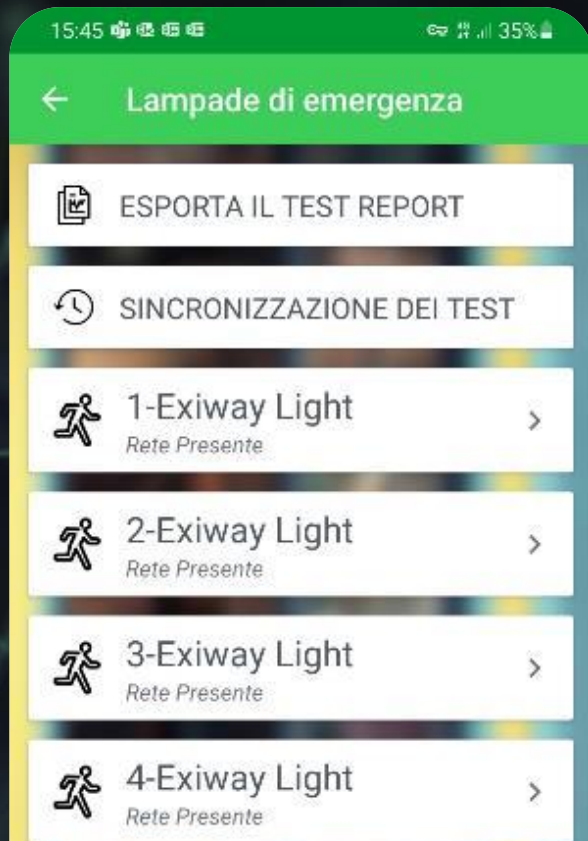 15:45
35%
Lampade di emergenza
ESPORTA IL TEST REPORT
SINCRONIZZAZIONE DEI TEST
1-Exiway Light
Rete Presente
2-Exiway Light
Rete Presente
3-Exiway Light
Rete Presente
4-Exiway Light
Rete Presente